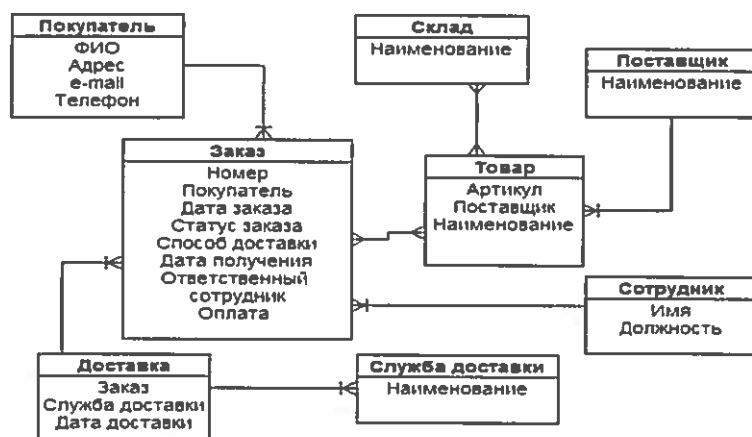 Покупатель
ФИО
Адрес
e-mail
Телефон
Склад
Наименование
Поставщик
Наименование
Заказ
Номер
Покупатель
Дата заказа
Статус заказа
Способ доставки
Дата получения
Ответственный
сотрудник
Оплата
Товар
Артикул
Поставщик
Наименование
Сотрудник
Имя
Должность
Доставка
Заказ
Служба доставки
Дата доставки
Служба доставки
Наименование